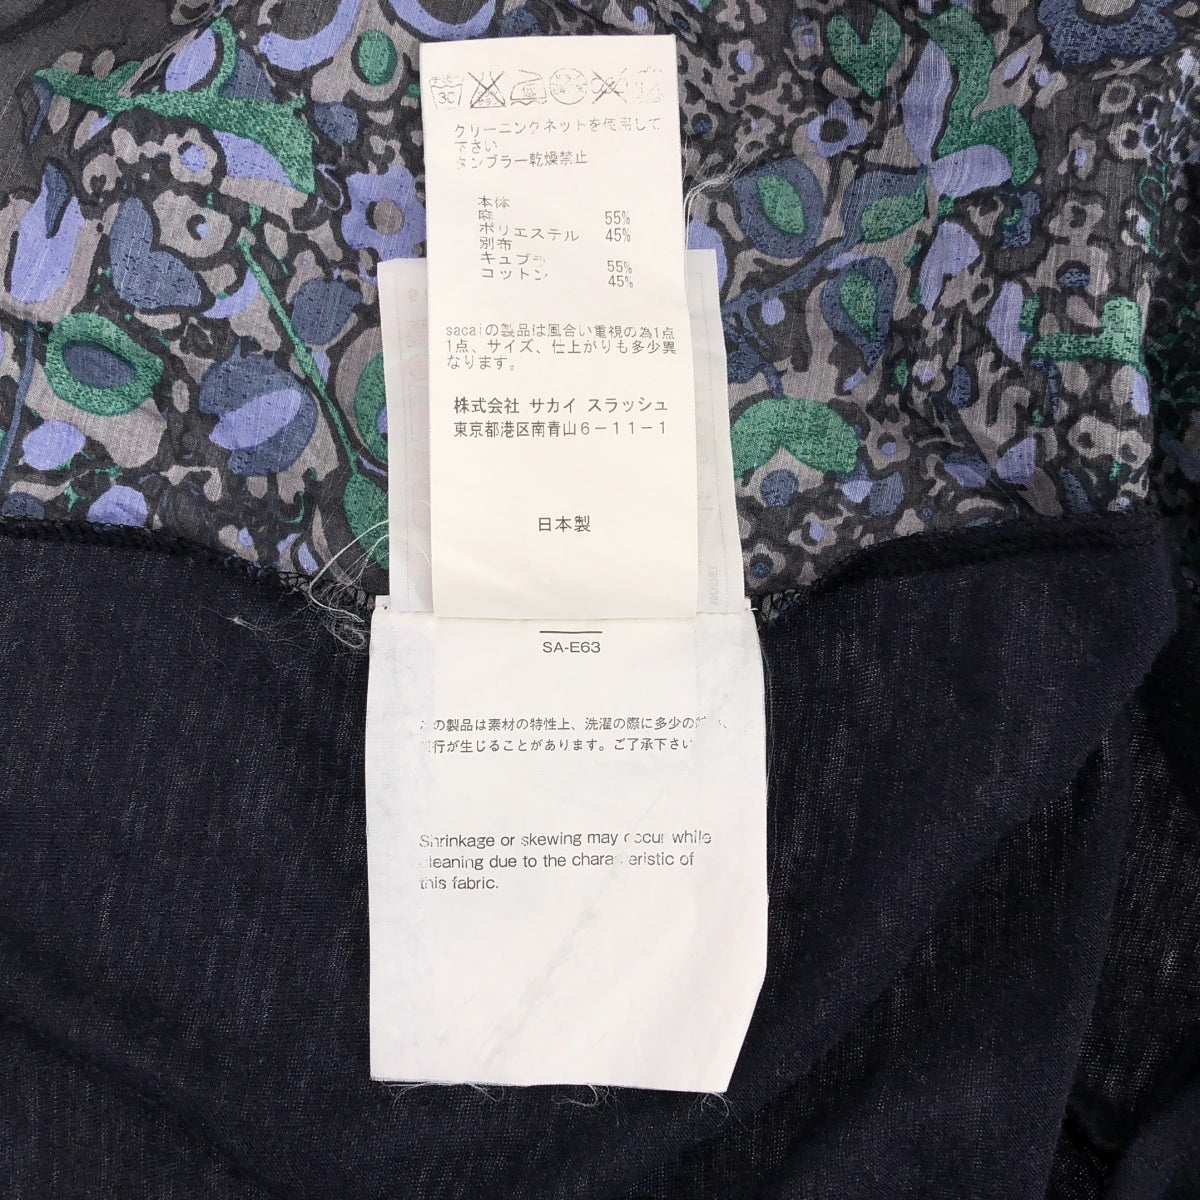 30
低
クリーニングネットを使用して
下さい
タンブラー乾燥禁止
本体
麻 55%
ポリエステル 45%
別布
キュプラ 55%
コットン 45%
sacaiの製品は風合い重視の為1点
1点、サイズ、仕上がりも多少異
なります。
株式会社 サカイ スラッシュ
東京都港区南青山6-11-1
日本製
SA-E63
この製品は素材の特性上、洗濯の際に多少の
行が生じることがあります。ご了承下さい
Shrinkage or skewing may occur while
cleaning due to the characteristic of
this fabric.